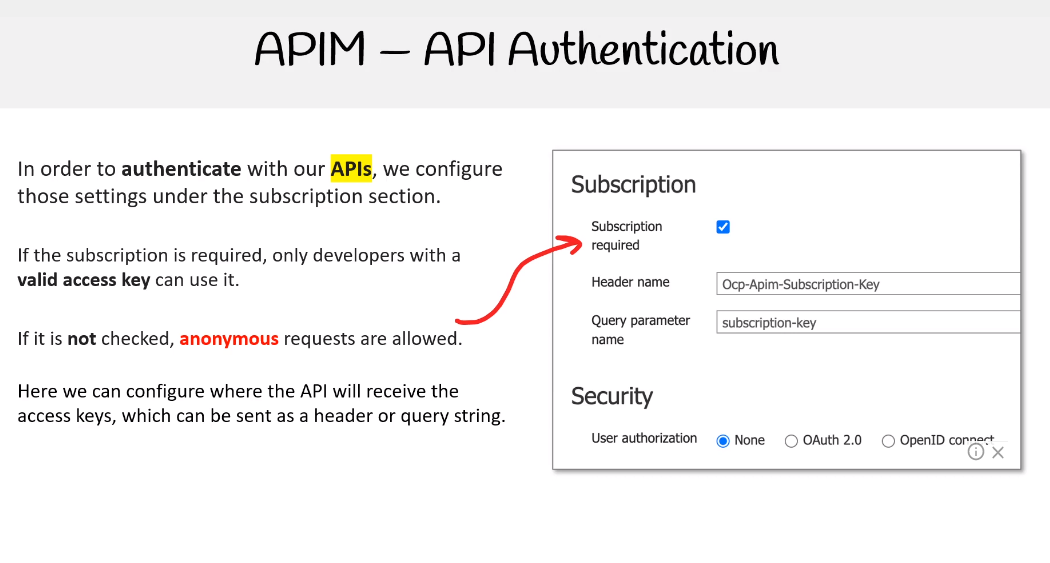 APIM – API Authentication
In order to authenticate with our APIs, we configure
those settings under the subscription section.
If the subscription is required, only developers with a
valid access key can use it.
If it is not checked, anonymous requests are allowed.
Here we can configure where the API will receive the
access keys, which can be sent as a header or query string.
Subscription
Subscription
required
Header name
Ocp-Apim-Subscription-Key
Query parameter
name
subscription-key
Security
User authorization
None
OAuth 2.0
OpenID connect